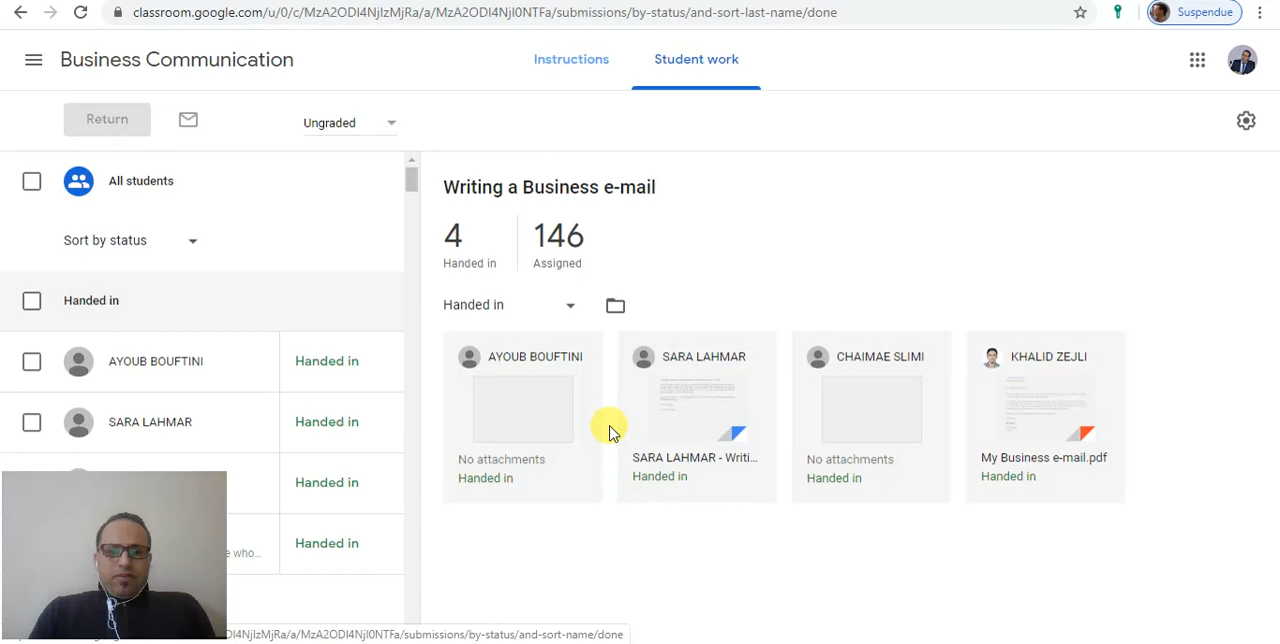 classroom.google.com/u/0/c/MzA2ODI4NjIzMjRa/a/MzA2ODI4NjI0NTFa/submissions/by-status/and-sort-last-name/done
Suspendue
Business Communication
Instructions
Student work
Return
Ungraded
All students
Sort by status
Handed in
AYOUB BOUFTINI
Handed in
SARA LAHMAR
Handed in
Handed in
e who...
Handed in
Writing a Business e-mail
4
Handed in
146
Assigned
Handed in
AYOUB BOUFTINI
No attachments
Handed in
SARA LAHMAR
SARA LAHMAR - Writi...
Handed in
CHAIMAE SLIMI
No attachments
Handed in
KHALID ZEJLI
My Business e-mail.pdf
Handed in
DI4NjIzMjRa/a/MzA2ODI4NjI0NTFa/submissions/by-status/and-sort-name/done